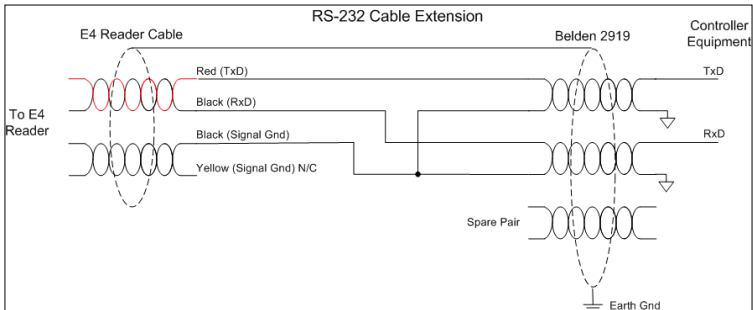 RS-232 Cable Extension
E4 Reader Cable
Belden 2919
Controller
Equipment
Red (TxD)
TxD
Black (RxD)
To E4
Reader
Black (Signal Gnd)
RxD
Yellow (Signal Gnd) N/C
Spare Pair
Earth Gnd